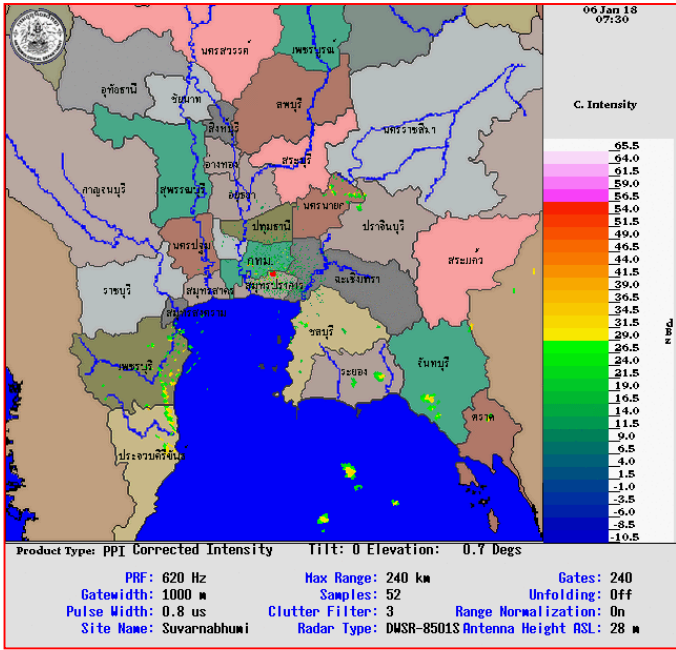 06 Jan 18
07:30
C. Intensity
65.5
64.0
61.5
59.0
56.5
54.0
51.5
49.0
46.5
44.0
41.5
39.0
36.5
34.0
31.5
29.0
26.5
24.0
21.5
19.0
16.5
14.0
11.5
9.0
6.5
4.0
1.5
-1.0
-3.5
-6.0
-8.5
-10.5
นครสวรรค์
เพชรบูรณ์
อุทัยธานี
ชัยนาท
ลพบุรี
สิงห์บุรี
นครราชสีมา
อ่างทอง
สระบุรี
กาญจนบุรี
สุพรรณบุรี
อยุธยา
นครนายก
ปทุมธานี
ปราจีนบุรี
นครปฐม
กทม.
สระแก้ว
ราชบุรี
สมุทรสาคร
สมุทรปราการ
ฉะเชิงเทรา
สมุทรสงคราม
ชลบุรี
เพชรบุรี
ระยอง
จันทบุรี
ตราด
ประจวบคีรีขันธ์
Product Type: PPI Corrected Intensity Tilt: 0 Elevation: 0.7 Degs
PRF: 620 Hz Max Range: 240 km Gates: 240
Gatewidth: 1000 m Samples: 52 Unfolding: Off
Pulse Width: 0.8 us Clutter Filter: 3 Range Normalization: On
Site Name: Suvarnabhumi Radar Type: DWSR-8501S Antenna Height ASL: 28 m